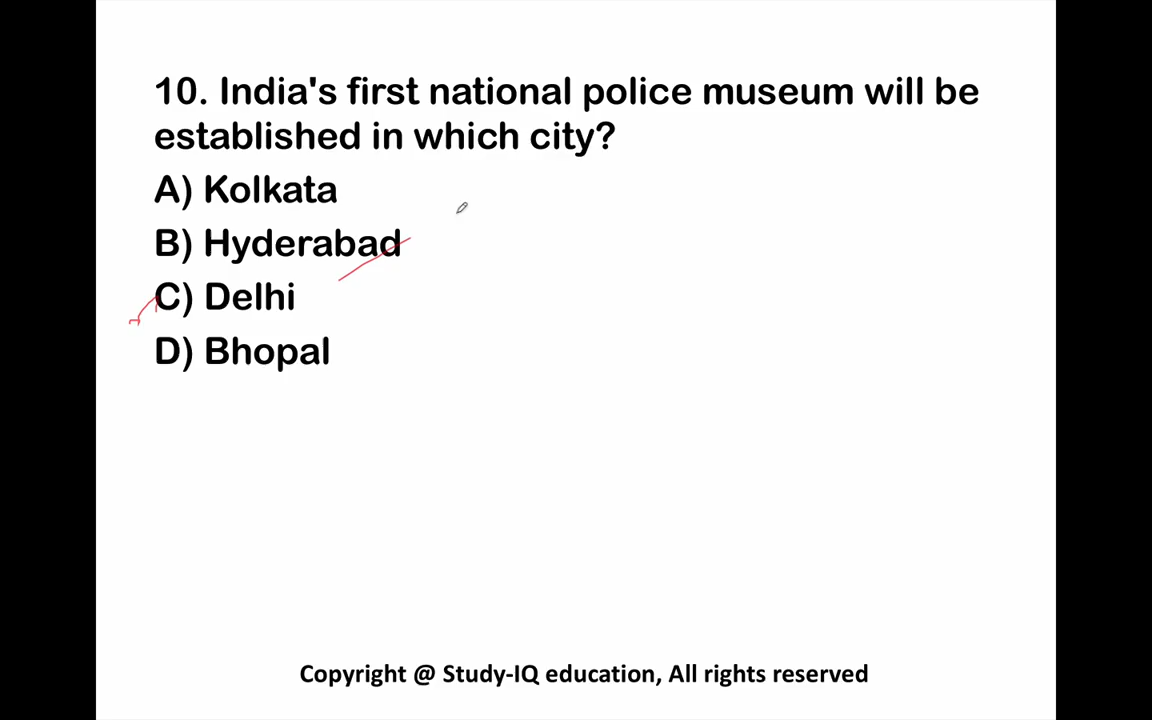 10. India's first national police museum will be
established in which city?
A) Kolkata
B) Hyderabad
C) Delhi
D) Bhopal
Copyright @ Study-IQ education, All rights reserved